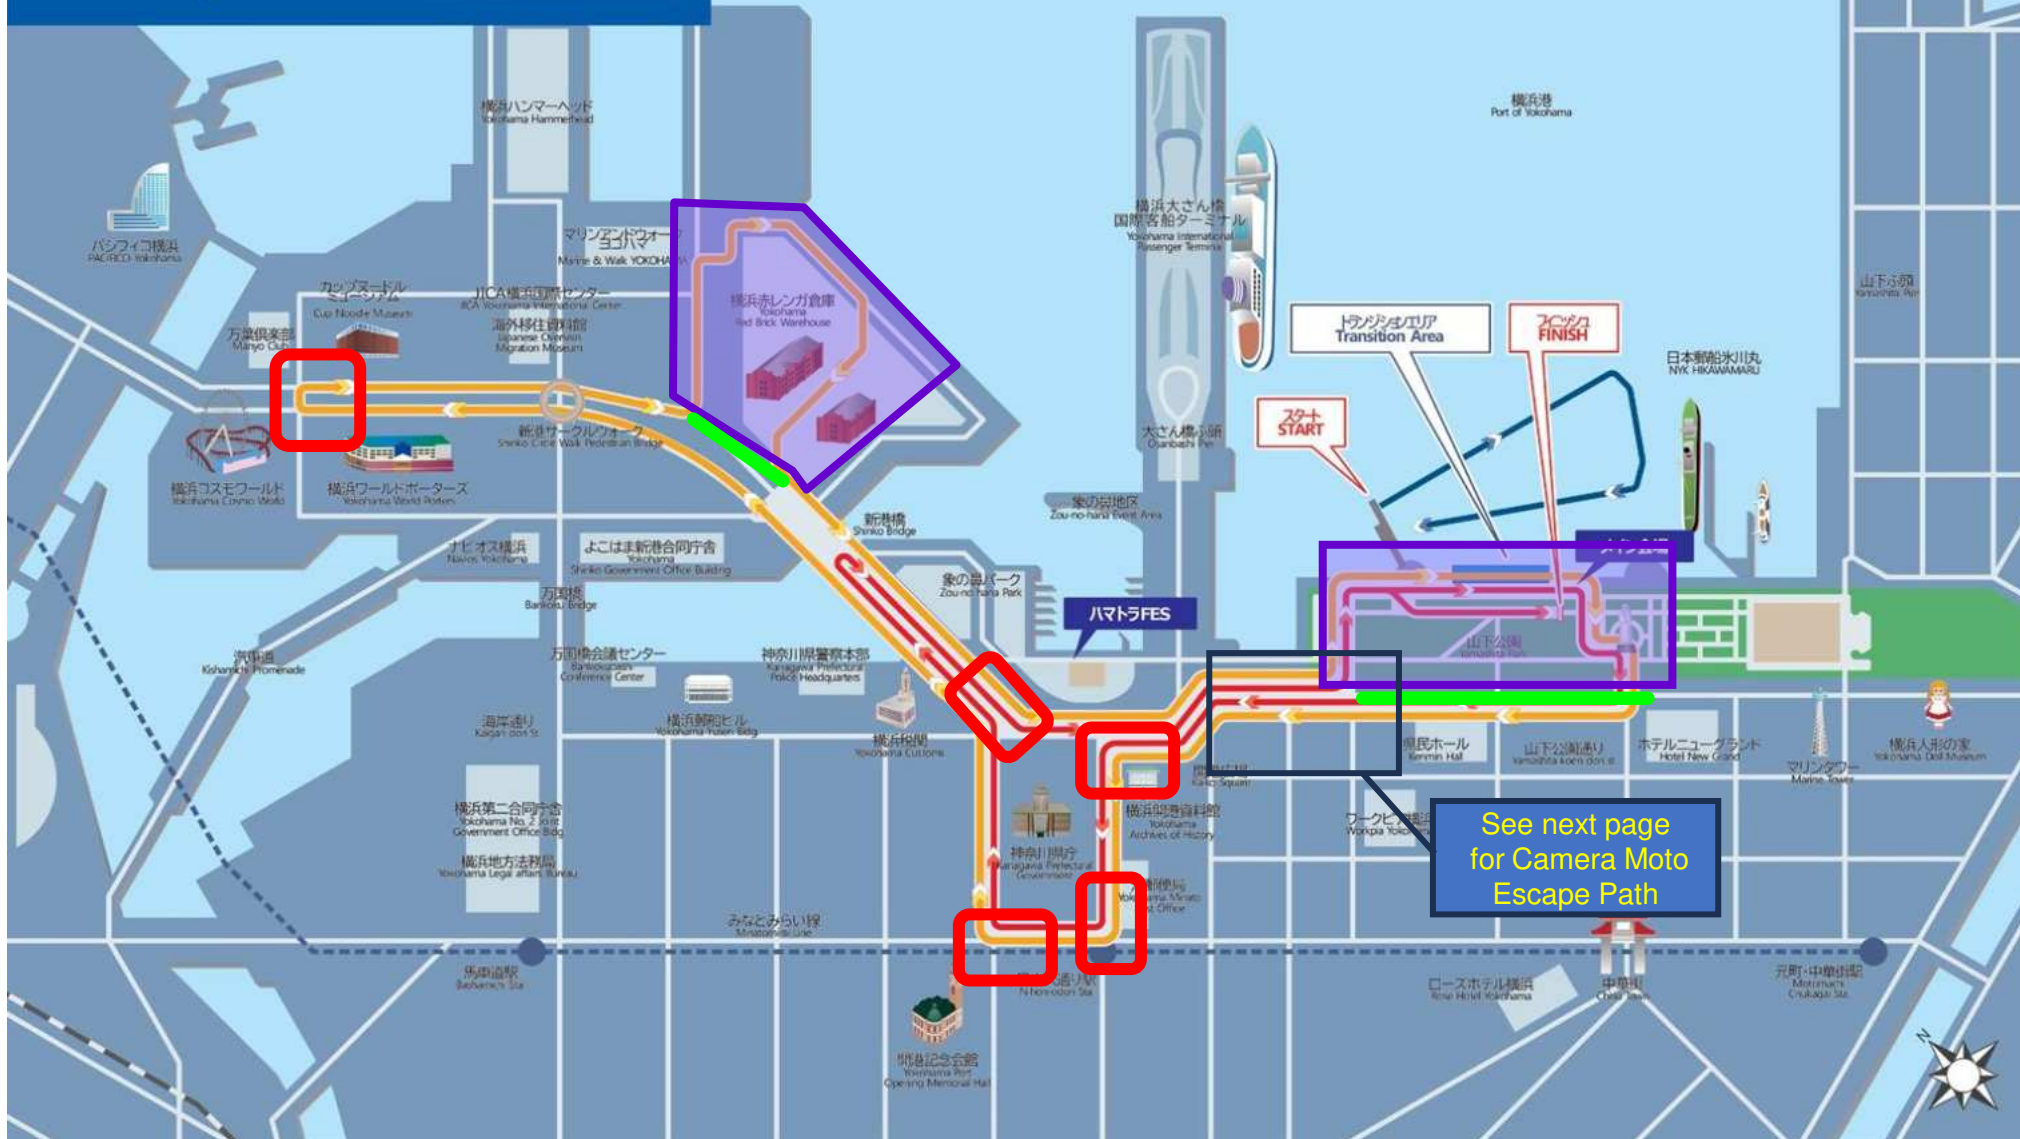 横浜ハンマーヘッド
Yokohama Hammerhead
横浜港
Port of Yokohama
パシフィコ横浜
PACIFICO Yokohama
マリンアンドウォーク
ヨコハマ
Marine & Walk YOKOHAMA
横浜大さん橋
国際客船ターミナル
Yokohama International
Passenger Terminal
カップヌードル
ミュージアム
Cup Noodle Museum
JICA横浜国際センター
JICA Yokohama International Center
海外移住資料館
Japanese Overseas
Migration Museum
万葉倶楽部
Manyo Club
横浜赤レンガ倉庫
Yokohama
Red Brick Warehouse
山下ふ頭
Yamashita Pier
トランジションエリア
Transition Area
フィニッシュ
FINISH
日本郵船氷川丸
NYK HIKAWAMARU
スタート
START
新港サークルウォーク
Shinko Circle Walk Pedestrian Bridge
大さん橋ふ頭
Osanbashi Pier
横浜コスモワールド
Yokohama Cosmo World
横浜ワールドポーターズ
Yokohama World Porters
新港橋
Shinko Bridge
象の鼻地区
Zou-no-hana Event Area
ナビオス横浜
Navios Yokohama
よこはま新港合同庁舎
Yokohama
Shinko Government Office Building
メイン会場
象の鼻パーク
Zou-no-hana Park
万国橋
Bankoku Bridge
ハマトラFES
汽車道
Kishamichi Promenade
万国橋会議センター
Bankokubashi
Conference Center
神奈川県警察本部
Kanagawa Prefectural
Police Headquarters
山下公園
Yamashita Park
海岸通り
Kaigan dori St.
横浜郵船ビル
Yokohama Yusen Bldg.
横浜税関
Yokohama Customs
県民ホール
Kenmin Hall
山下公園通り
Yamashita koen dori st
ホテルニューグランド
Hotel New Grand
マリンタワー
Marine Tower
横浜人形の家
Yokohama Doll Museum
Kaiko Square
横浜第二合同庁舎
Yokohama No. 2 Joint
Government Office Bldg.
横浜開港資料館
Yokohama
Archives of History
横浜地方法務局
Yokohama Legal affairs Bureau
神奈川県庁
Kanagawa Prefectural
Government
See next page
for Camera Moto
Escape Path
みなとみらい線
Minatomirai Line
馬車道駅
Bashamichi Sta.
Nihon-odori Sta.
ローズホテル横浜
Rose Hotel Yokohama
中華街
China Town
元町・中華街駅
Motomachi
Chukagai Sta.
開港記念会館
Yokohama Port
Opening Memorial Hall
N